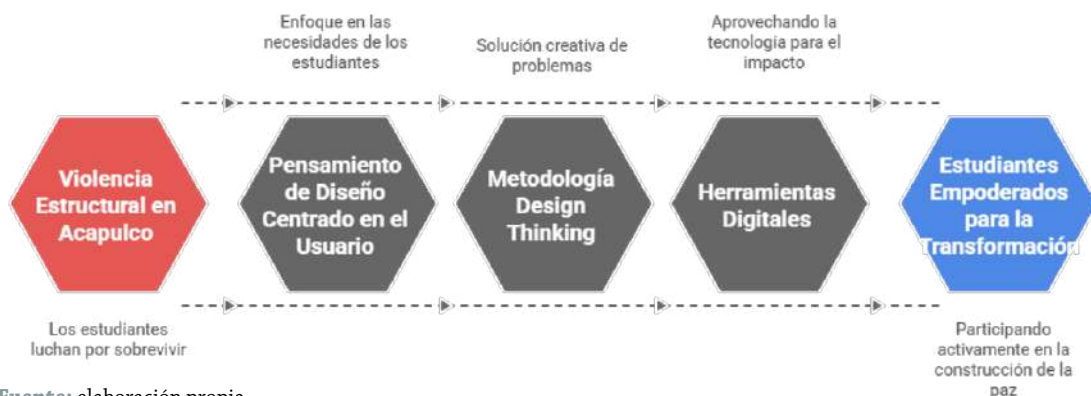 Enfoque en las
necesidades de los
estudiantes
Solución creativa de
problemas
Aprovechando la
tecnología para el
impacto
Violencia
Estructural en
Acapulco
Pensamiento
de Diseño
Centrado en el
Usuario
Metodología
Design
Thinking
Herramientas
Digitales
Estudiantes
Empoderados
para la
Transformación
Los estudiantes
luchan por sobrevivir
Participando
activamente en la
construcción de la
paz
Fuente: elaboración propia